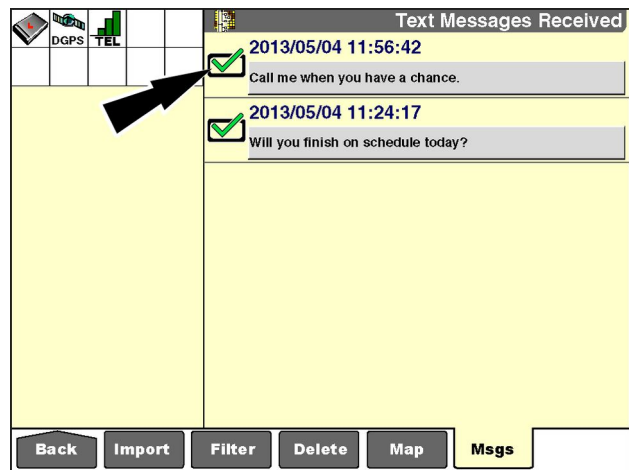 DGPS
TEL
Text Messages Received
2013/05/04 11:56:42
Call me when you have a chance.
2013/05/04 11:24:17
Will you finish on schedule today?
Back Import Filter Delete Map Msgs